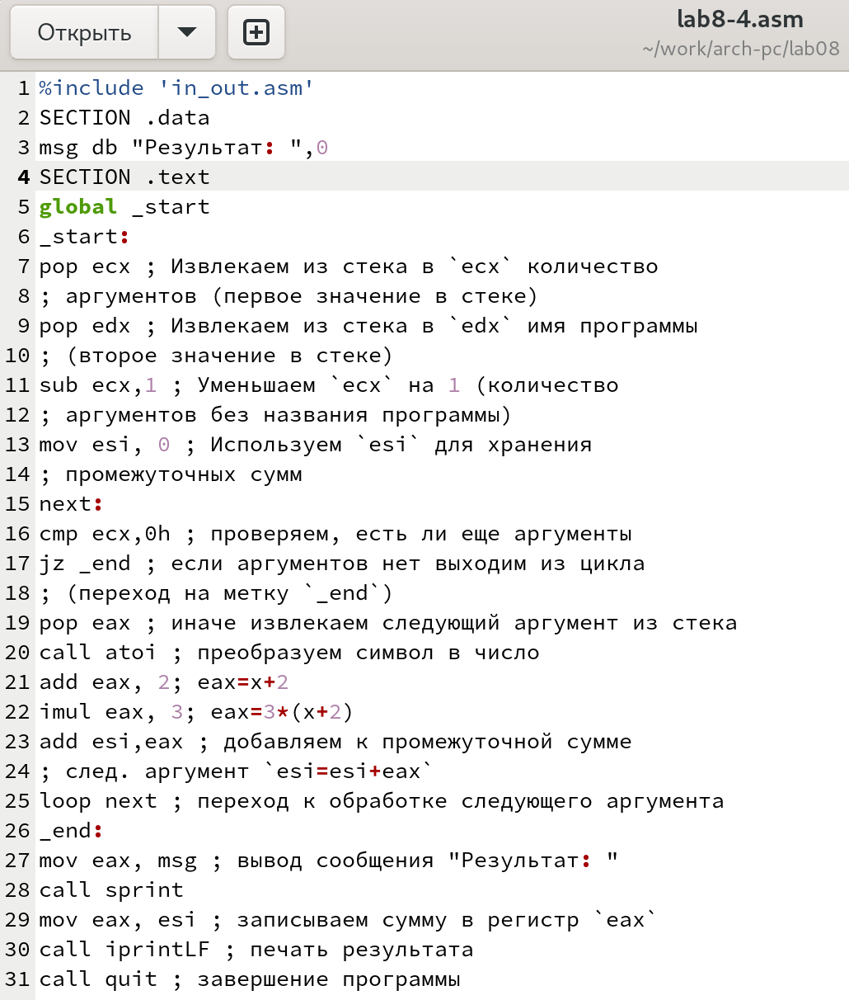 Открыть
lab8-4.asm
~/work/arch-pc/lab08
1 %include 'in_out.asm'
2 SECTION .data
3 msg db "Результат: ",0
4 SECTION .text
5 global _start
6 _start:
7 pop ecx ; Извлекаем из стека в `ecx` количество
8 ; аргументов (первое значение в стеке)
9 pop edx ; Извлекаем из стека в `edx` имя программы
10 ; (второе значение в стеке)
11 sub ecx,1 ; Уменьшаем `ecx` на 1 (количество
12 ; аргументов без названия программы)
13 mov esi, 0 ; Используем `esi` для хранения
14 ; промежуточных сумм
15 next:
16 cmp ecx,0h ; проверяем, есть ли еще аргументы
17 jz _end ; если аргументов нет выходим из цикла
18 ; (переход на метку `_end`)
19 pop eax ; иначе извлекаем следующий аргумент из стека
20 call atoi ; преобразуем символ в число
21 add eax, 2; eax=x+2
22 imul eax, 3; eax=3*(x+2)
23 add esi,eax ; добавляем к промежуточной сумме
24 ; след. аргумент `esi=esi+eax`
25 loop next ; переход к обработке следующего аргумента
26 _end:
27 mov eax, msg ; вывод сообщения "Результат: "
28 call sprint
29 mov eax, esi ; записываем сумму в регистр `eax`
30 call iprintLF ; печать результата
31 call quit ; завершение программы